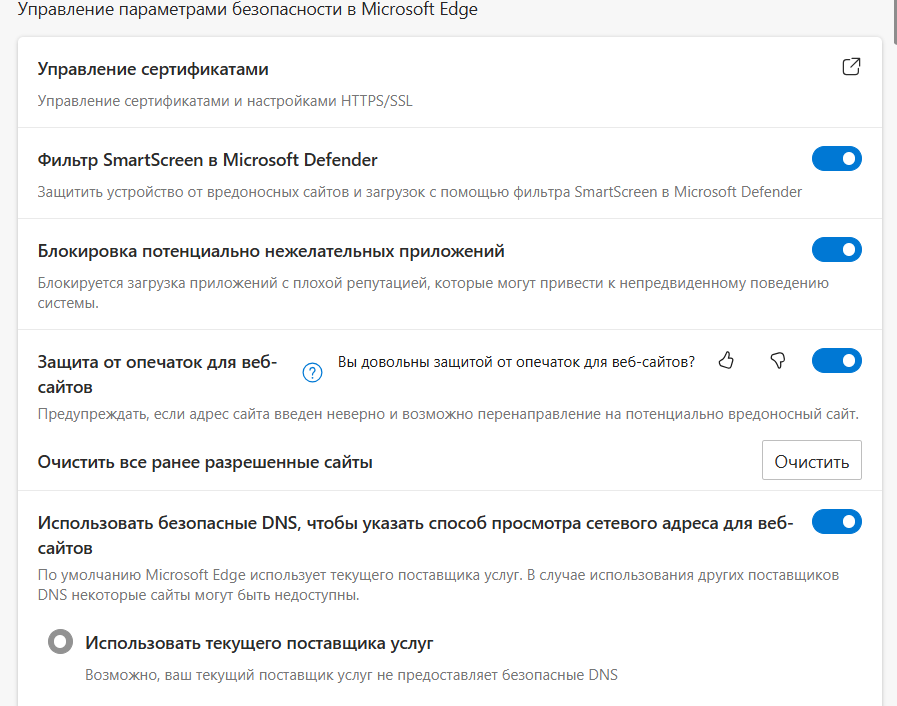 Управление параметрами безопасности в Microsoft Edge
Управление сертификатами
Управление сертификатами и настройками HTTPS/SSL
Фильтр SmartScreen в Microsoft Defender
Защитить устройство от вредоносных сайтов и загрузок с помощью фильтра SmartScreen в Microsoft Defender
Блокировка потенциально нежелательных приложений
Блокируется загрузка приложений с плохой репутацией, которые могут привести к непредвиденному поведению
системы.
Защита от опечаток для веб-
сайтов
Вы довольны защитой от опечаток для веб-сайтов?
Предупреждать, если адрес сайта введен неверно и возможно перенаправление на потенциально вредоносный сайт.
Очистить все ранее разрешенные сайты
Очистить
Использовать безопасные DNS, чтобы указать способ просмотра сетевого адреса для веб-
сайтов
По умолчанию Microsoft Edge использует текущего поставщика услуг. В случае использования других поставщиков
DNS некоторые сайты могут быть недоступны.
Использовать текущего поставщика услуг
Возможно, ваш текущий поставщик услуг не предоставляет безопасные DNS